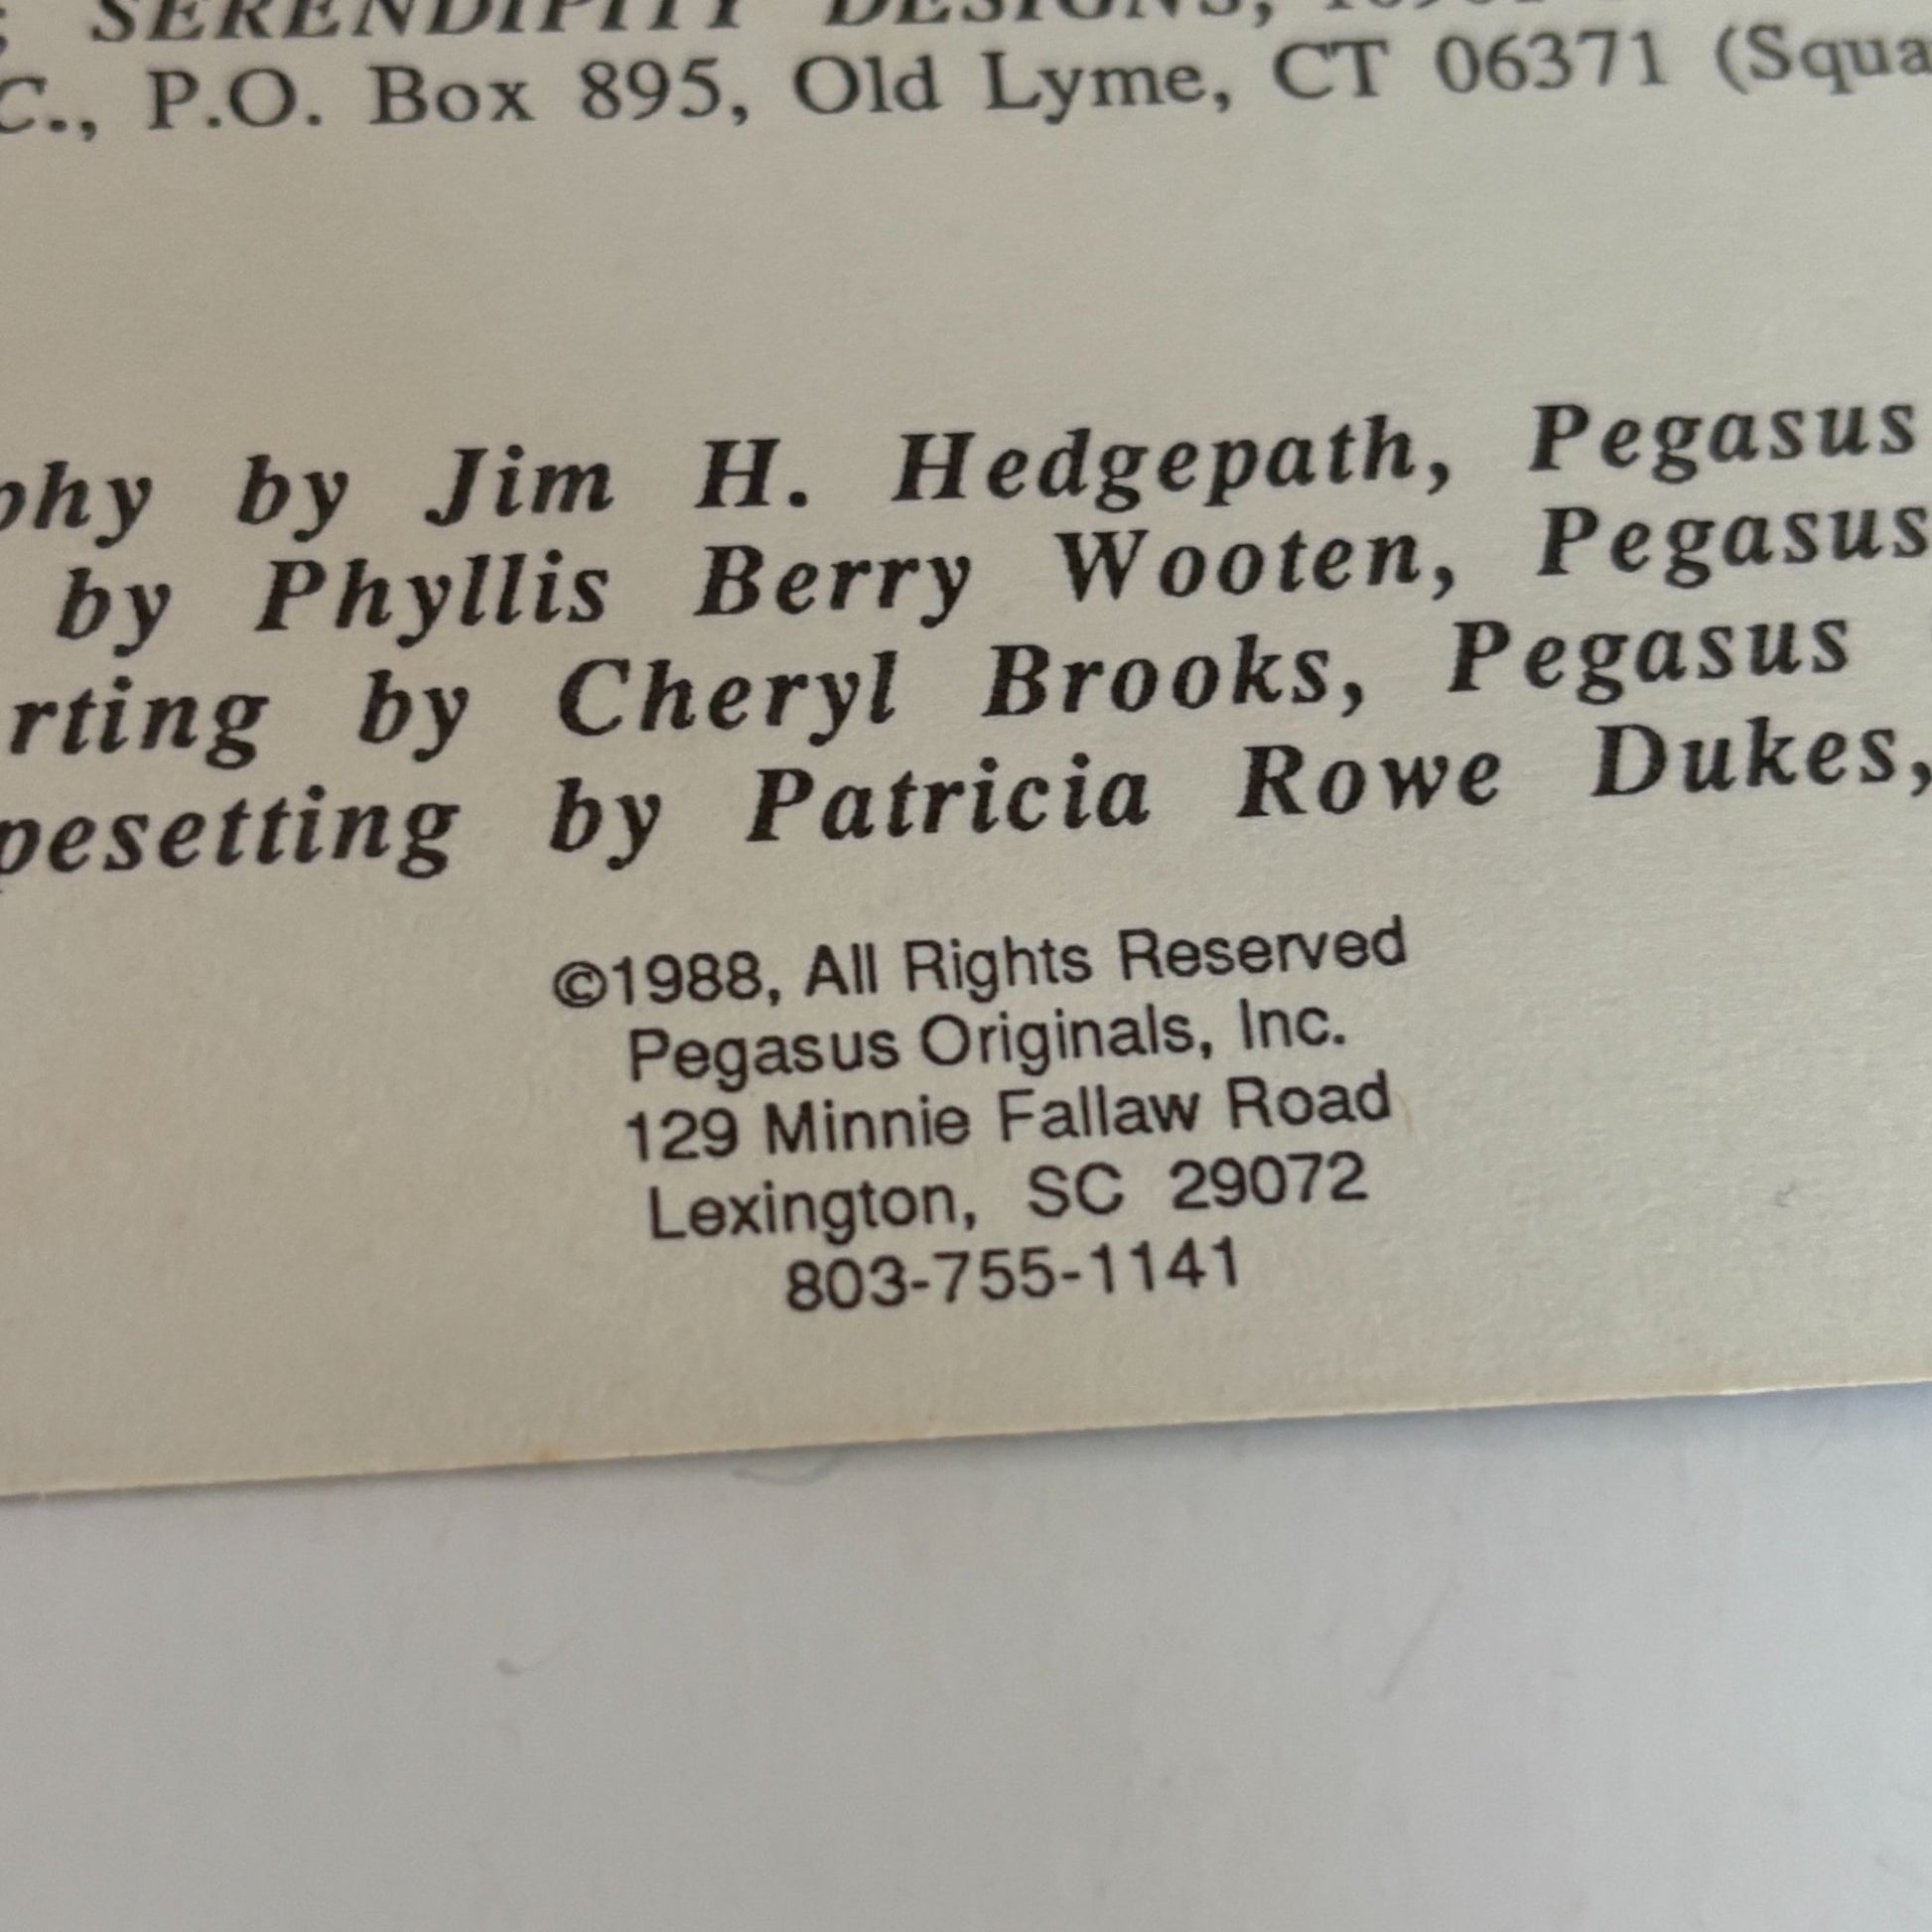 SERENDIPITY DESIGNS,
C., P.O. Box 895, Old Lyme, CT 06371 (Squa
phy by Jim H. Hedgepath, Pegasus
by Phyllis Berry Wooten, Pegasus
rting by Cheryl Brooks, Pegasus
pesetting by Patricia Rowe Dukes,
©1988, All Rights Reserved
Pegasus Originals, Inc.
129 Minnie Fallaw Road
Lexington, SC 29072
803-755-1141